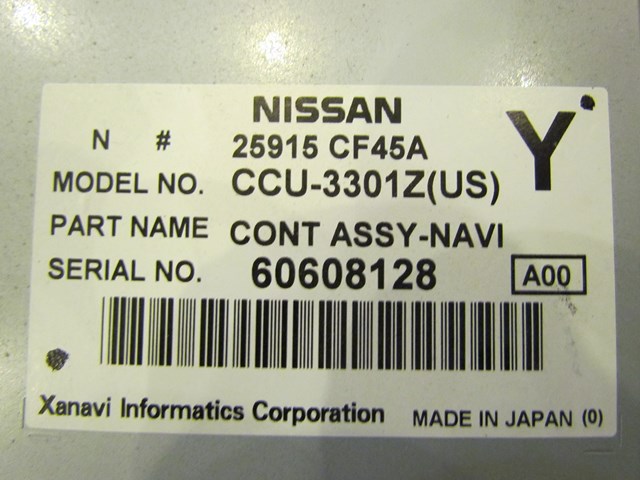 NISSAN
Y
N # 25915 CF45A
MODEL NO. CCU-3301Z(US)
PART NAME CONT ASSY-NAVI
SERIAL NO. 60608128 A00
Xanavi Informatics Corporation MADE IN JAPAN (0)